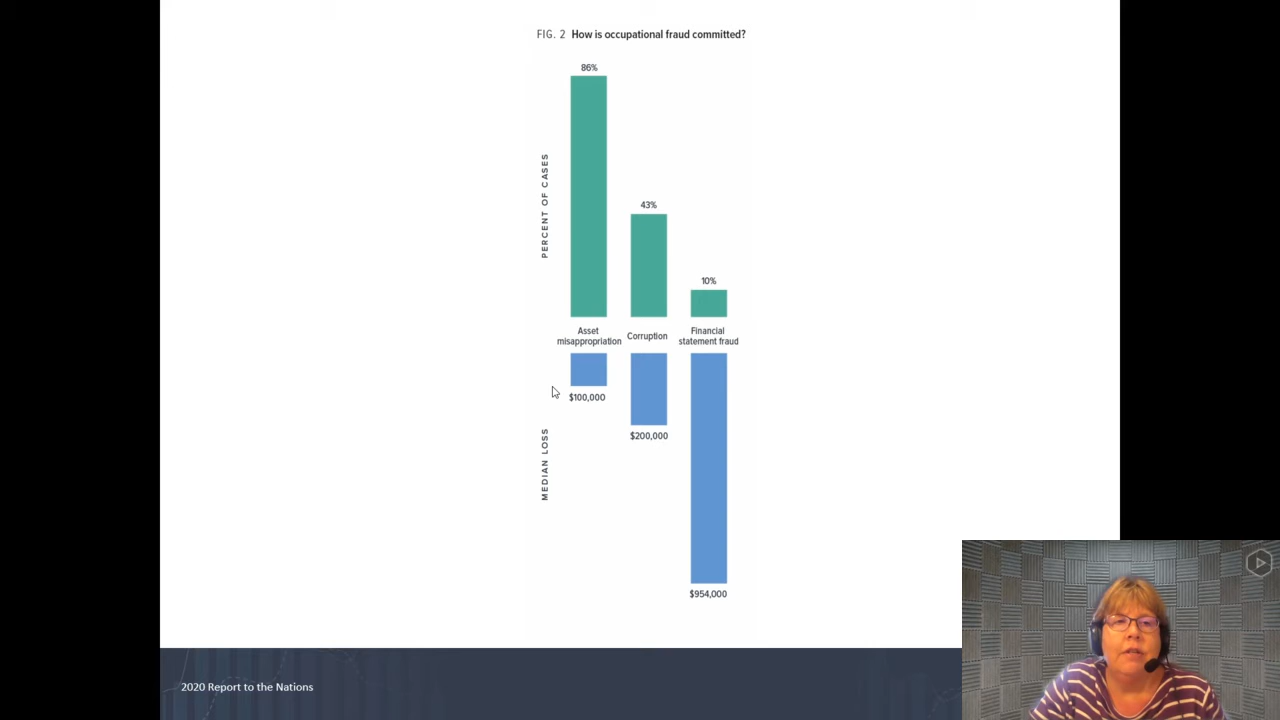 FIG. 2 How is occupational fraud committed?
PERCENT OF CASES
86%
43%
10%
Asset
misappropriation
Corruption
Financial
statement fraud
MEDIAN LOSS
$100,000
$200,000
$954,000
2020 Report to the Nations